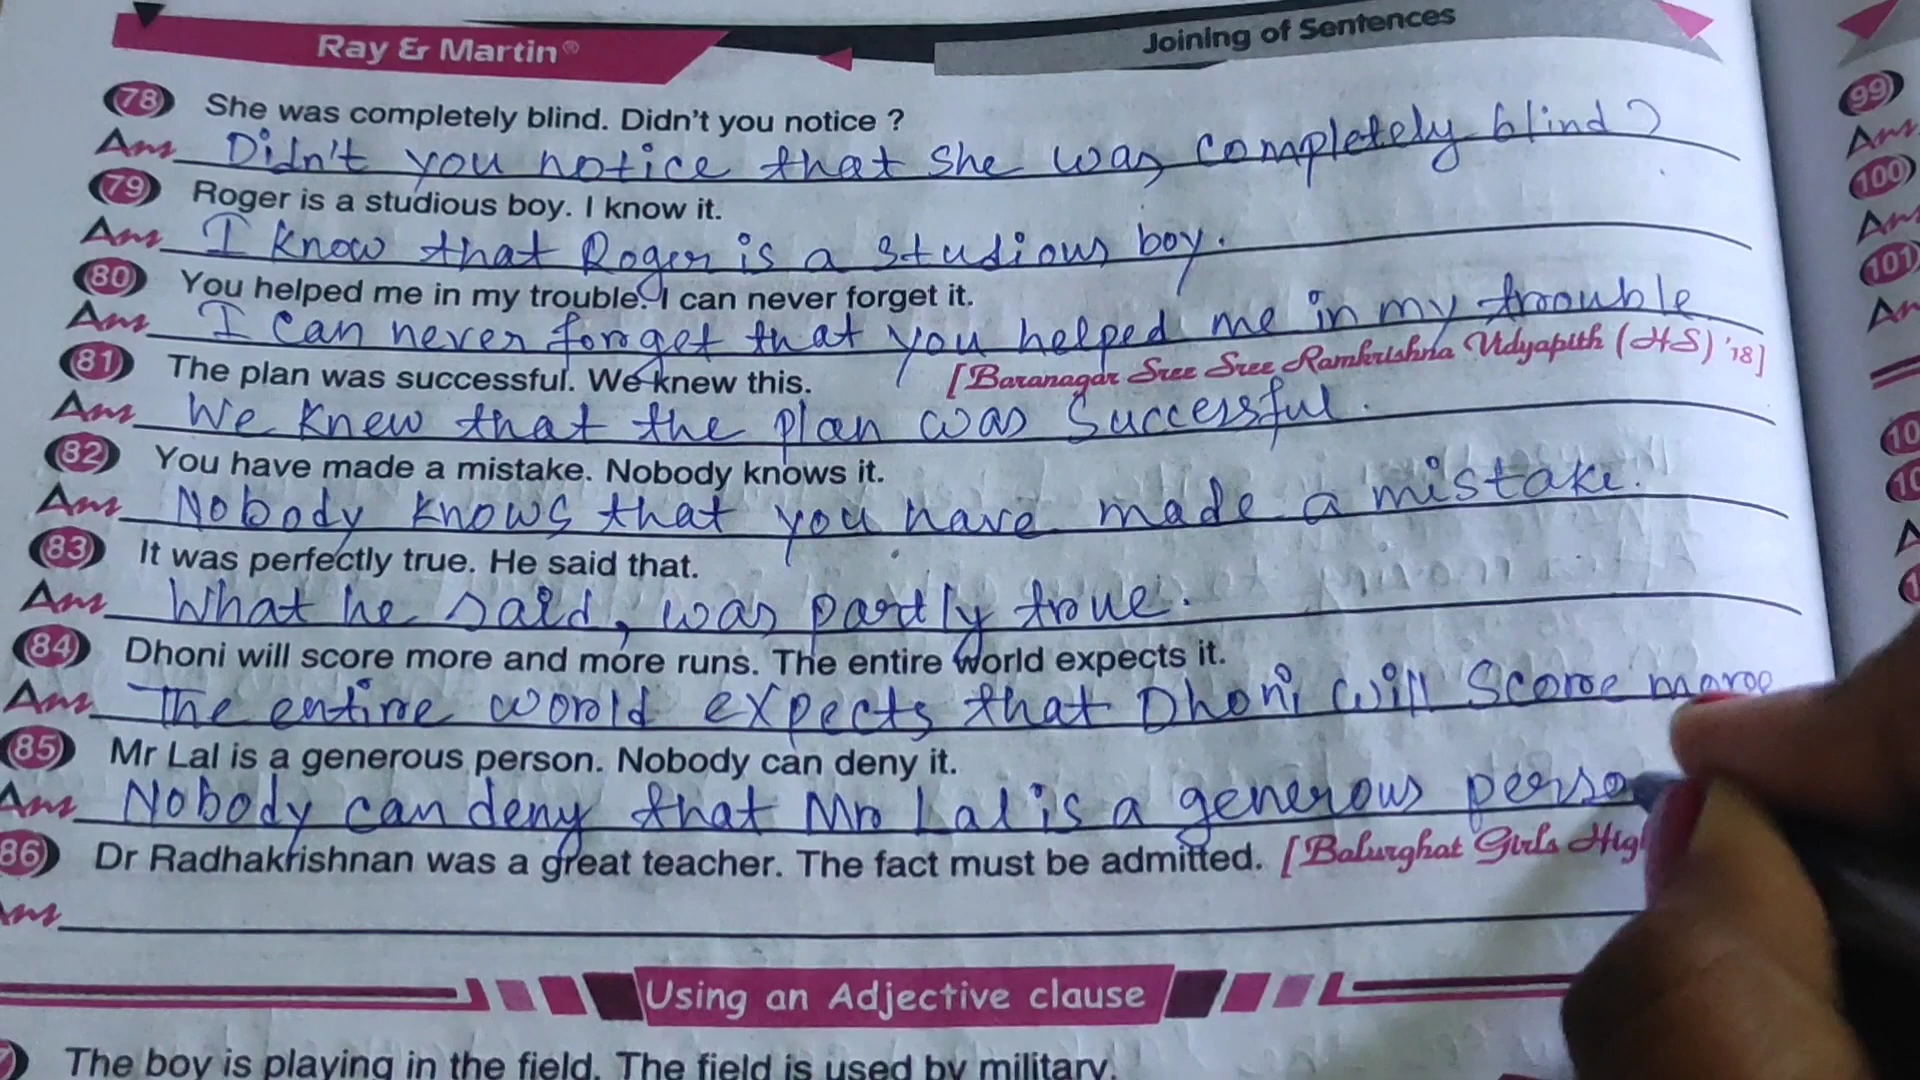 Ray & Martin®
Joining of Sentences
78 She was completely blind. Didn't you notice ?
Ans Didn't you notice that she was completely blind?
79 Roger is a studious boy. I know it.
Ans I know that Roger is a studious boy.
80 You helped me in my trouble. I can never forget it.
Ans I can never forget that you helped me in my trouble
81 The plan was successful. We knew this. [Baranagar Sree Sree Ramkrishna Vidyapith (HS) '18]
Ans We knew that the plan was successful.
82 You have made a mistake. Nobody knows it.
Ans Nobody knows that you have made a mistake.
83 It was perfectly true. He said that.
Ans What he said, was partly true.
84 Dhoni will score more and more runs. The entire world expects it.
Ans The entire world expects that Dhoni will score more
85 Mr Lal is a generous person. Nobody can deny it.
Ans Nobody can deny that Mr Lal is a generous perso
86 Dr Radhakrishnan was a great teacher. The fact must be admitted. [Balurghat Girls Hig
Ans
Using an Adjective clause
The boy is playing in the field. The field is used by military.
99
Ans
100
Ans
101
An
10
10
A
1